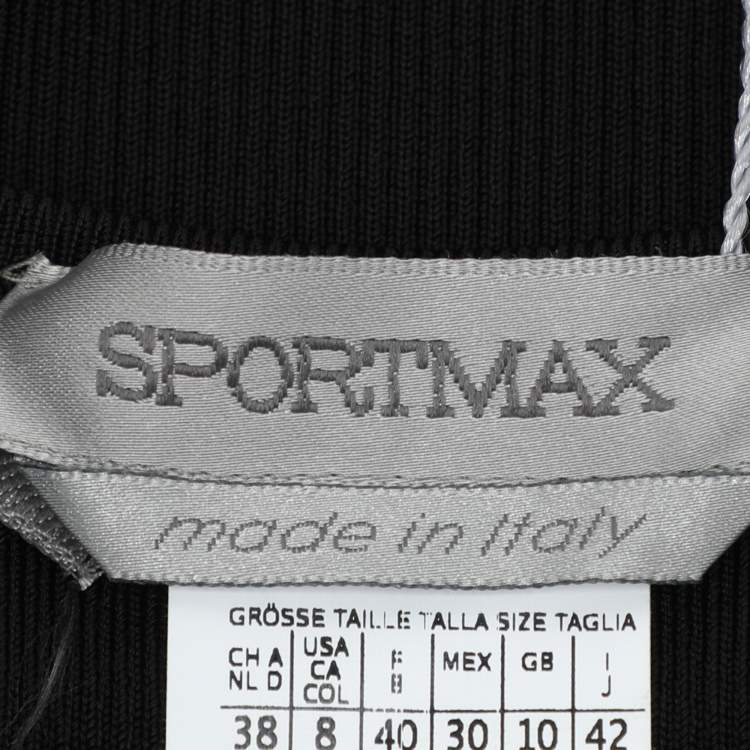 SPORTMAX
made in Italy
GRÖSSE TAILLE TALLA SIZE TAGLIA
CH A USA F MEX GB I
NL D CA B J
COL
38 8 40 30 10 42